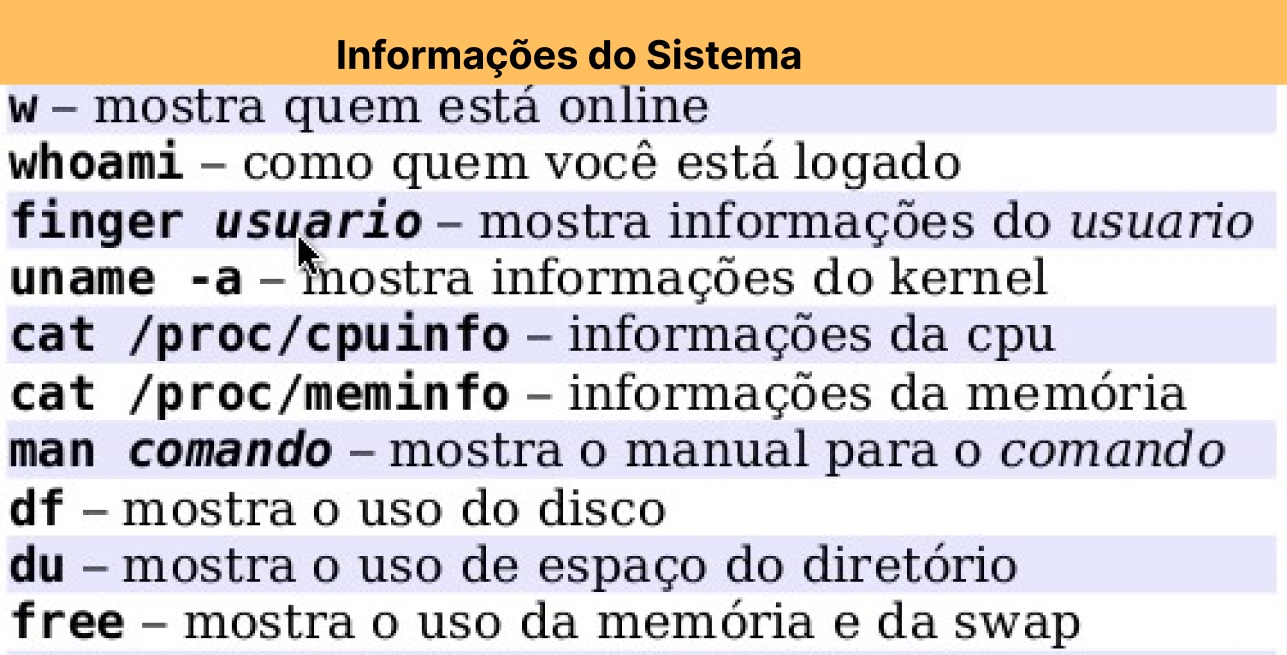 Informações do Sistema
w – mostra quem está online
whoami – como quem você está logado
finger usuario – mostra informações do usuario
uname -a – mostra informações do kernel
cat /proc/cpuinfo – informações da cpu
cat /proc/meminfo – informações da memória
man comando – mostra o manual para o comando
df – mostra o uso do disco
du – mostra o uso de espaço do diretório
free – mostra o uso da memória e da swap